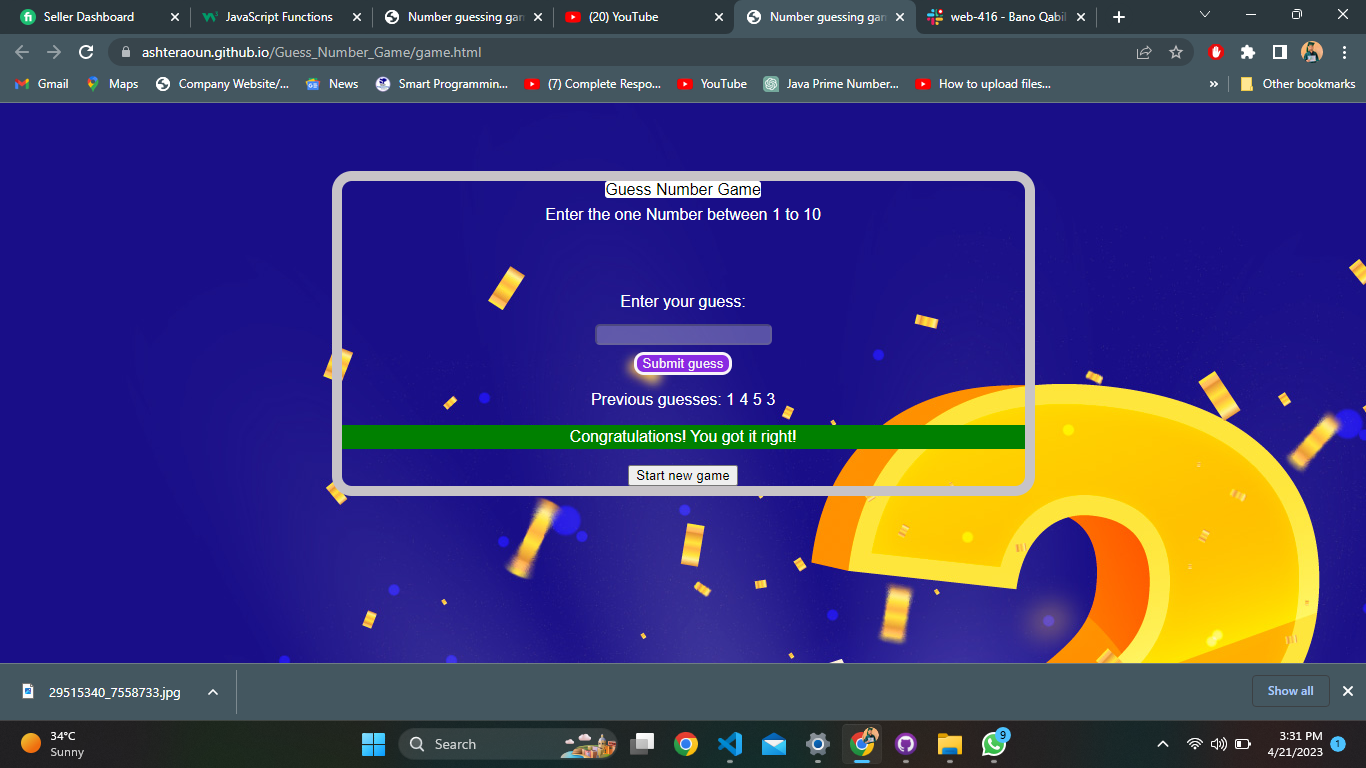 Seller Dashboard
JavaScript Functions
Number guessing gam
(20) YouTube
Number guessing gam
web-416 - Bano Qabil
ashteraoun.github.io/Guess_Number_Game/game.html
Gmail
Maps
Company Website/...
News
Smart Programmin...
(7) Complete Respo...
YouTube
Java Prime Number...
How to upload files...
»
Other bookmarks
Guess Number Game
Enter the one Number between 1 to 10
Enter your guess:
Submit guess
Previous guesses: 1 4 5 3
Congratulations! You got it right!
Start new game
29515340_7558733.jpg
Show all
34°C
Sunny
Search
9
3:31 PM
4/21/2023
1